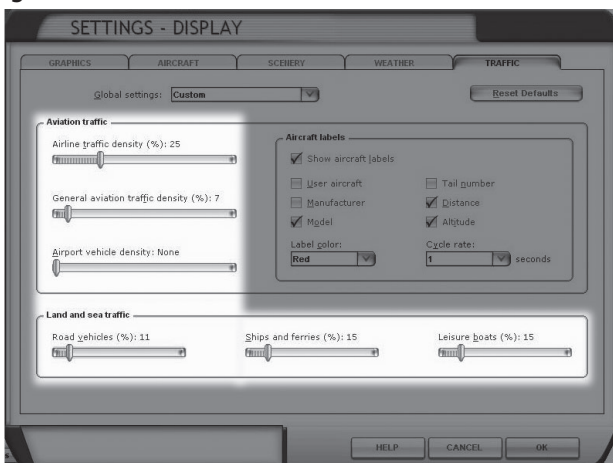 SETTINGS - DISPLAY
GRAPHICS
AIRCRAFT
SCENERY
WEATHER
TRAFFIC
Global settings: Custom
Reset Defaults
Aviation traffic
Airline traffic density (%): 25
General aviation traffic density (%): 7
Airport vehicle density: None
Aircraft labels
Show aircraft labels
User aircraft
Tail number
Manufacturer
Distance
Model
Altitude
Label color:
Cycle rate:
Red
1 seconds
Land and sea traffic
Road vehicles (%): 11
Ships and ferries (%): 15
Leisure boats (%): 15
HELP
CANCEL
OK